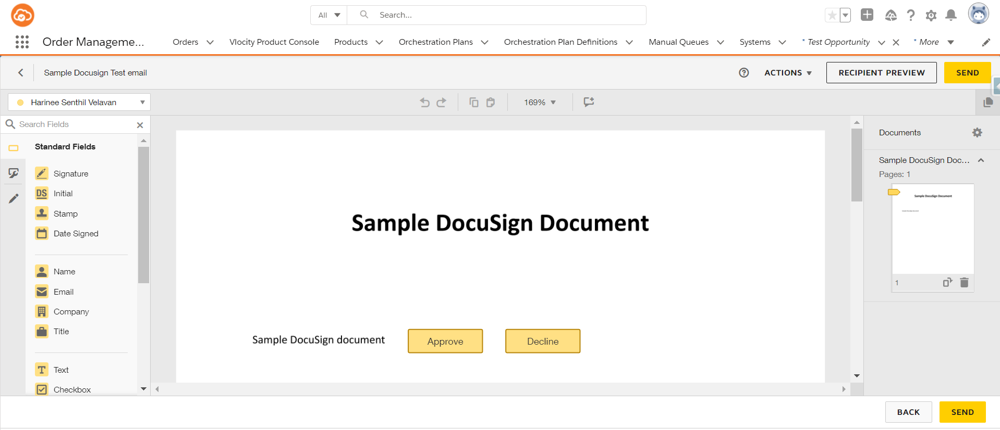 All Search...
Order Manageme... Orders Vlocity Product Console Products Orchestration Plans Orchestration Plan Definitions Manual Queues Systems * Test Opportunity * More
Sample Docusign Test email ACTIONS RECIPIENT PREVIEW SEND
Harinee Senthil Velavan 169%
Search Fields
Standard Fields
Signature
DS Initial
Stamp
Date Signed
Name
Email
Company
Title
T Text
Checkbox
Sample DocuSign Document
Sample DocuSign document Approve Decline
Documents
Sample DocuSign Doc...
Pages: 1
Sample DocuSign Document
Sample DocuSign document
1
BACK SEND